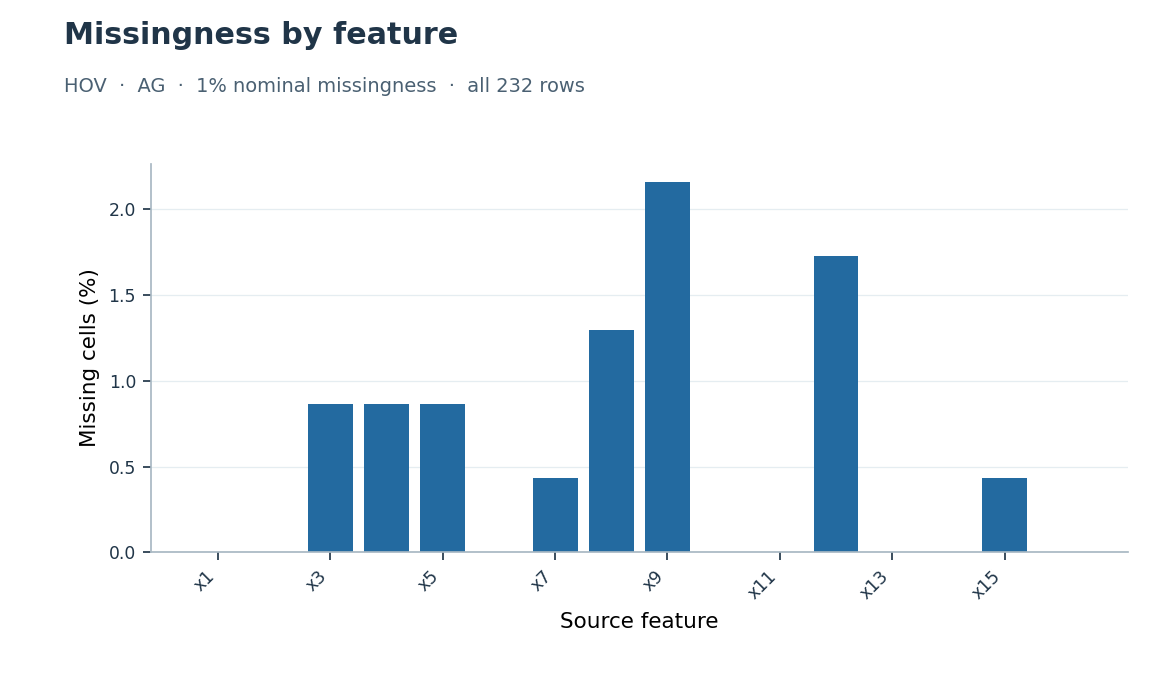 Missingness by feature
HOV · AG · 1% nominal missingness · all 232 rows
Missing cells (%)
2.0
1.5
1.0
0.5
0.0
x1 x3 x5 x7 x9 x11 x13 x15
Source feature